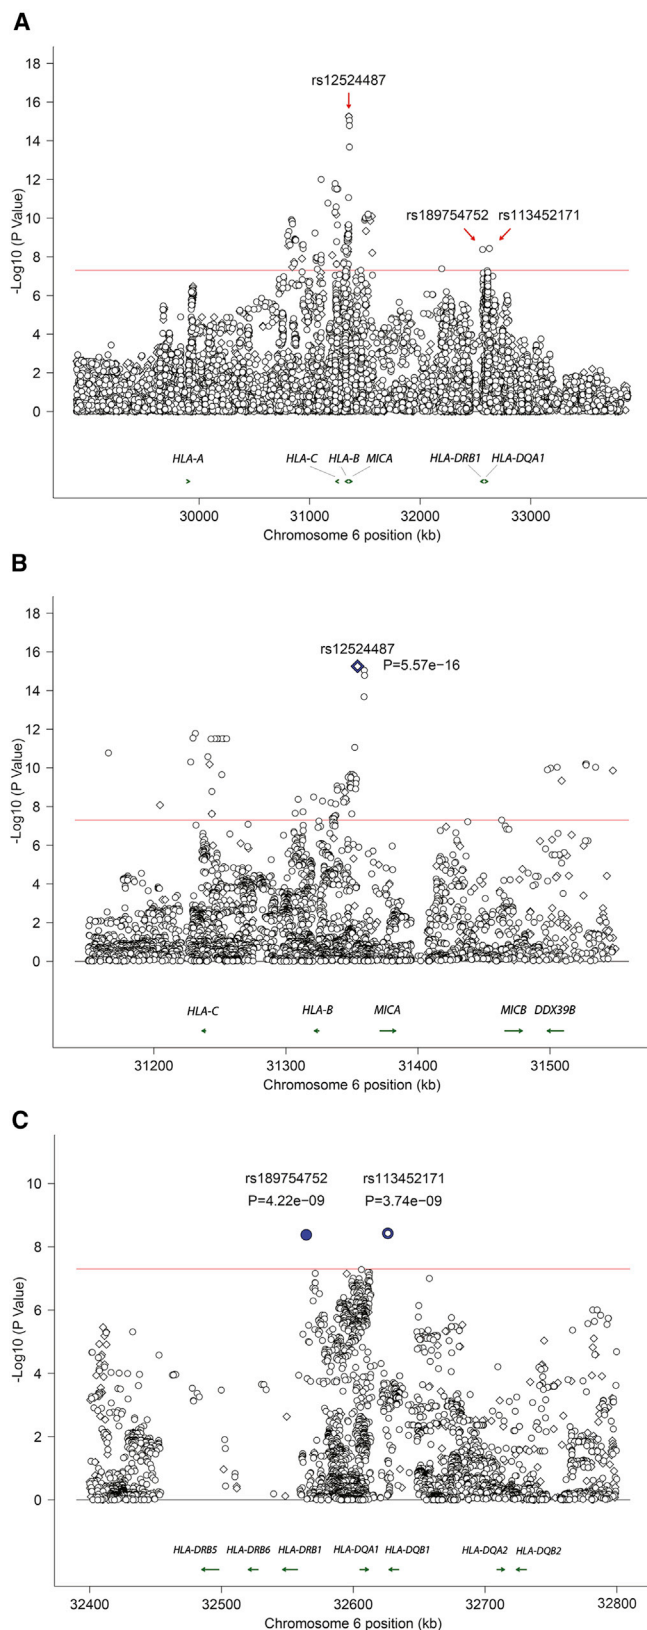 A
18
16
14
12
10
8
6
4
2
0
-Log10 (P Value)
rs12524487
rs189754752 rs113452171
HLA-A HLA-C HLA-B MICA HLA-DRB1 HLA-DQA1
30000 31000 32000 33000
Chromosome 6 position (kb)
B
18
16
14
12
10
8
6
4
2
0
-Log10 (P Value)
rs12524487
P=5.57e−16
HLA-C HLA-B MICA MICB DDX39B
31200 31300 31400 31500
Chromosome 6 position (kb)
C
10
8
6
4
2
0
-Log10 (P Value)
rs189754752 rs113452171
P=4.22e−09 P=3.74e−09
HLA-DRB5 HLA-DRB6 HLA-DRB1 HLA-DQA1 HLA-DQB1 HLA-DQA2 HLA-DQB2
32400 32500 32600 32700 32800
Chromosome 6 position (kb)